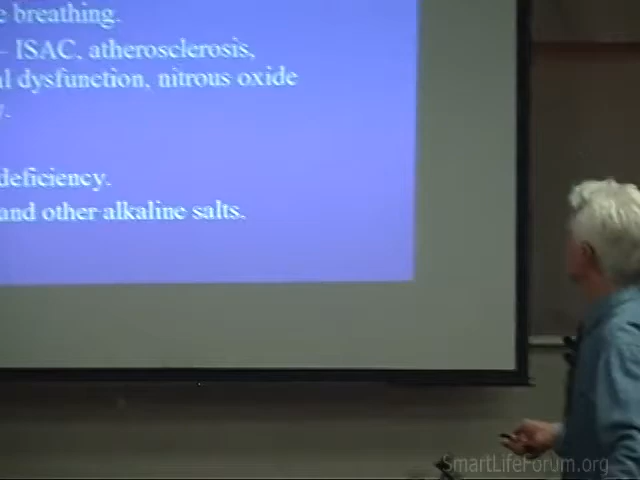 e breathing.
– ISAC, atherosclerosis,
al dysfunction, nitrous oxide
y.
deficiency.
and other alkaline salts.
SmartLifeForum.org